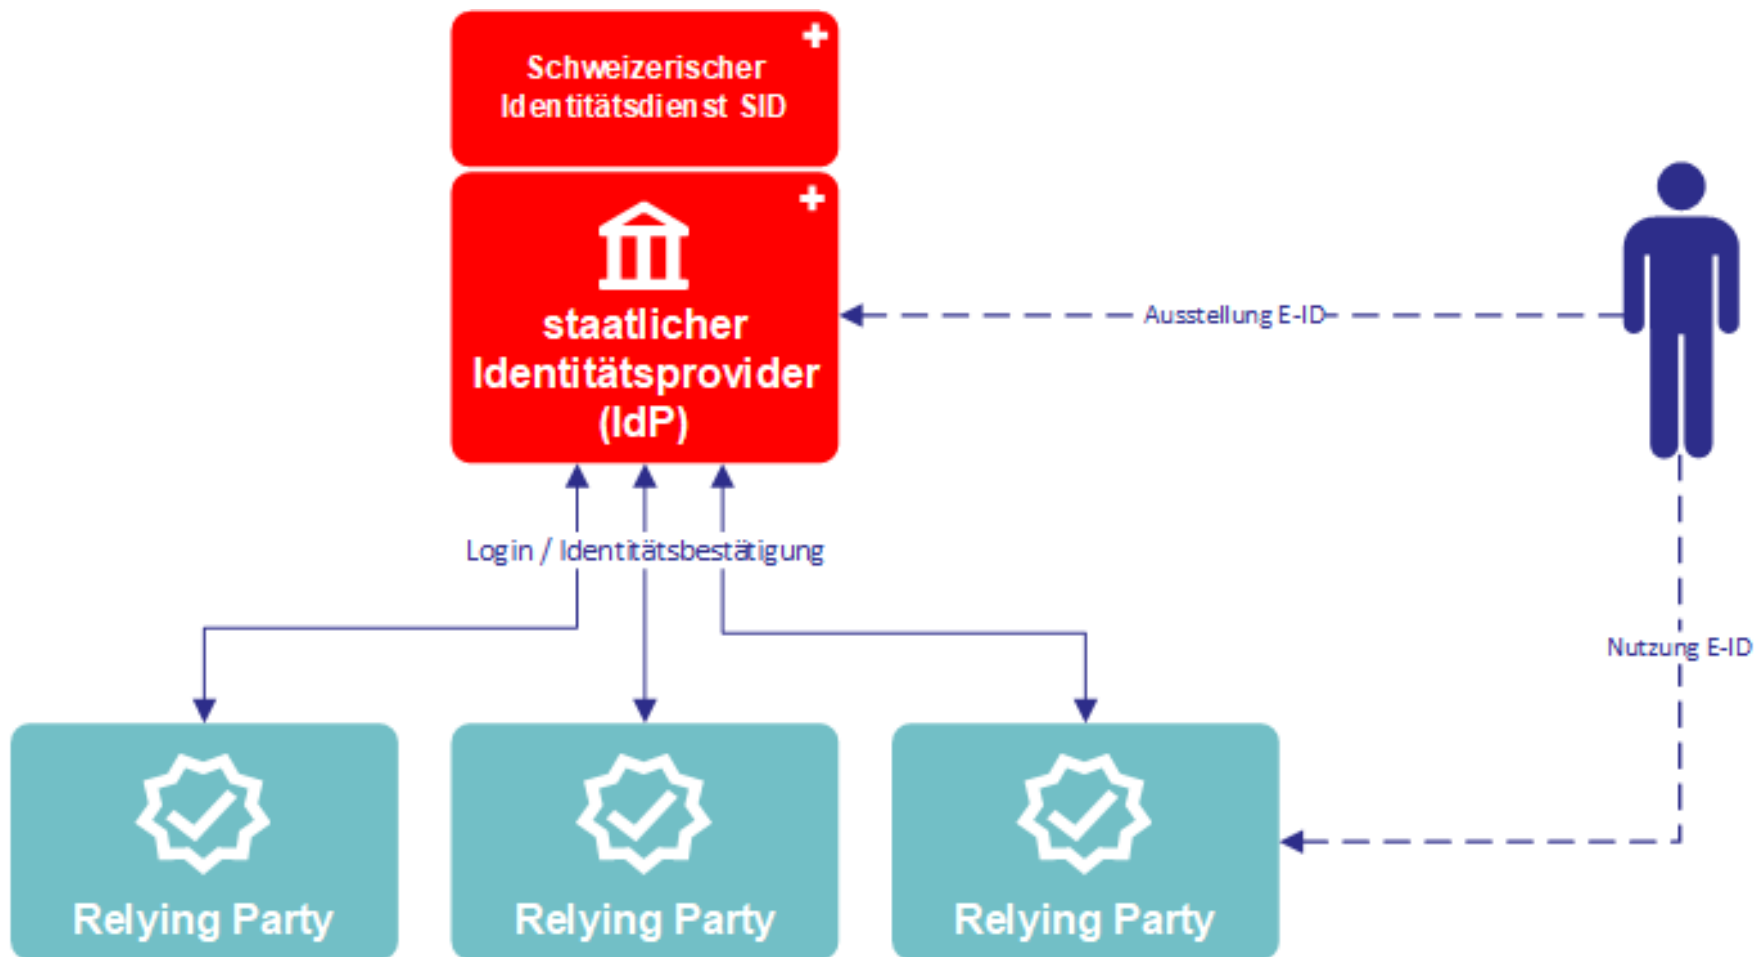 Schweizerischer
Identitätsdienst SID
staatlicher
Identitätsprovider
(IdP)
Ausstellung E-ID
Login / Identitätsbestätigung
Nutzung E-ID
Relying Party
Relying Party
Relying Party